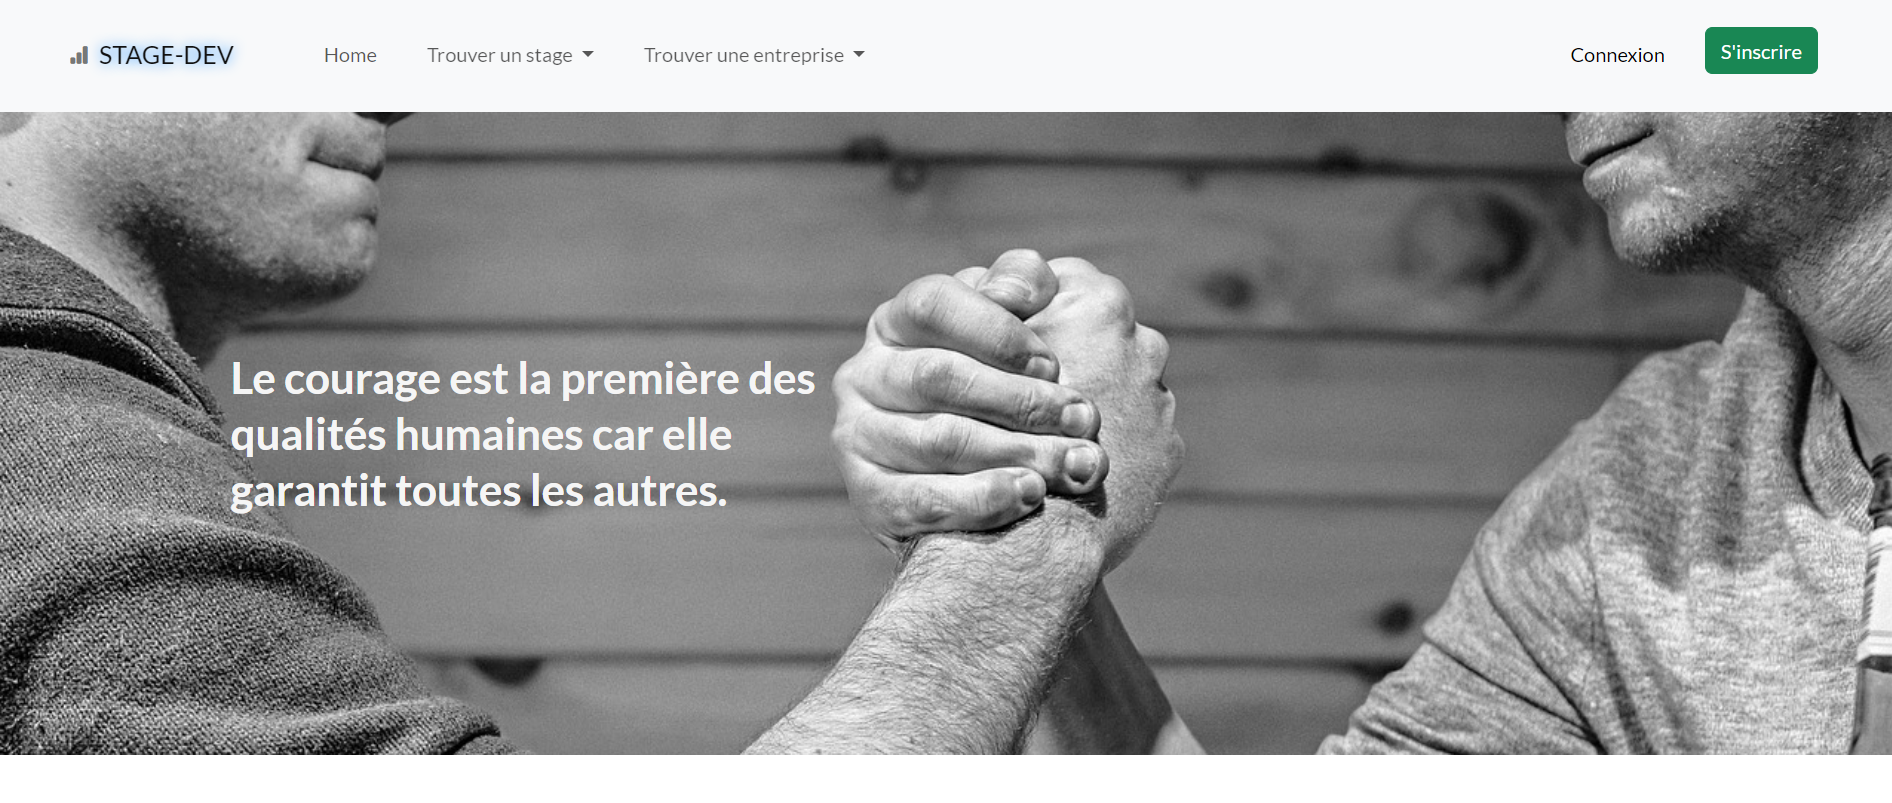 STAGE-DEV
Home
Trouver un stage
Trouver une entreprise
Connexion
S'inscrire
Le courage est la première des
qualités humaines car elle
garantit toutes les autres.